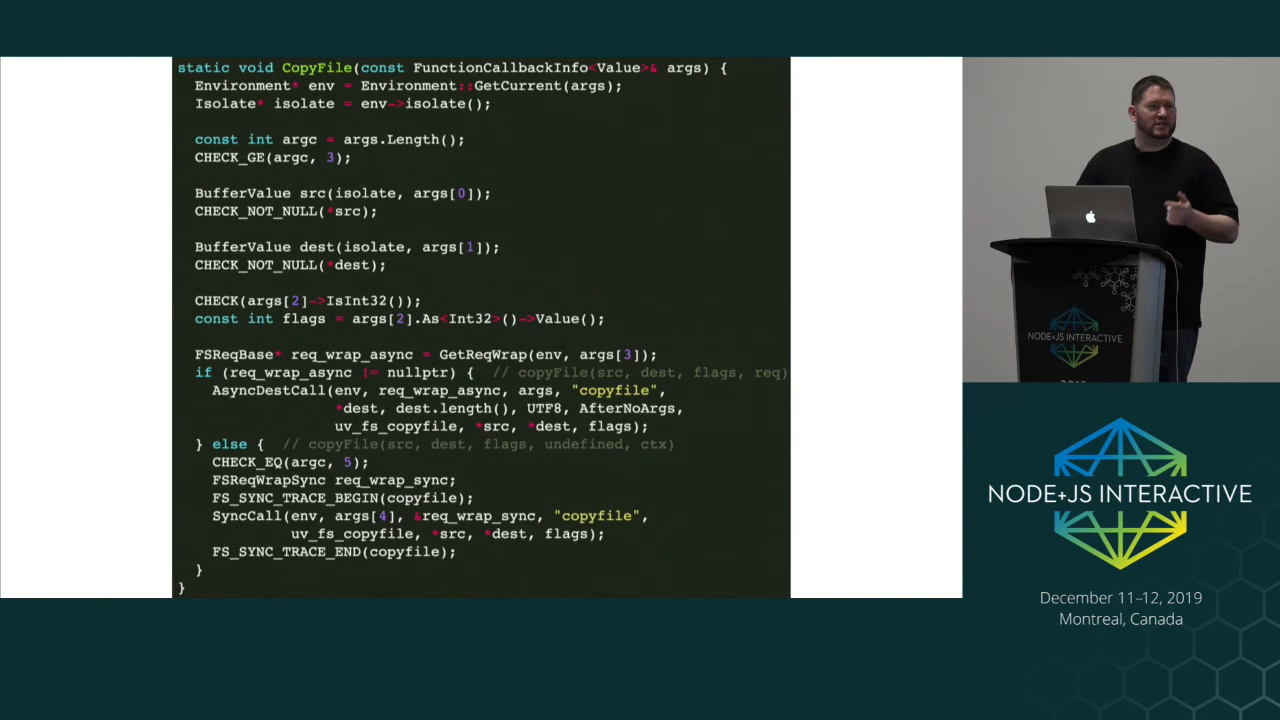 static void CopyFile(const FunctionCallbackInfo<Value>& args) {
  Environment* env = Environment::GetCurrent(args);
  Isolate* isolate = env->isolate();

  const int argc = args.Length();
  CHECK_GE(argc, 3);

  BufferValue src(isolate, args[0]);
  CHECK_NOT_NULL(*src);

  BufferValue dest(isolate, args[1]);
  CHECK_NOT_NULL(*dest);

  CHECK(args[2]->IsInt32());
  const int flags = args[2].As<Int32>()->Value();

  FSReqBase* req_wrap_async = GetReqWrap(env, args[3]);
  if (req_wrap_async != nullptr) {  // copyFile(src, dest, flags, req)
    AsyncDestCall(env, req_wrap_async, args, "copyfile",
                  *dest, dest.length(), UTF8, AfterNoArgs,
                  uv_fs_copyfile, *src, *dest, flags);
  } else {  // copyFile(src, dest, flags, undefined, ctx)
    CHECK_EQ(argc, 5);
    FSReqWrapSync req_wrap_sync;
    FS_SYNC_TRACE_BEGIN(copyfile);
    SyncCall(env, args[4], &req_wrap_sync, "copyfile",
             uv_fs_copyfile, *src, *dest, flags);
    FS_SYNC_TRACE_END(copyfile);
  }
}
NODE+JS INTERACTIVE
NODE+JS INTERACTIVE
December 11–12, 2019
Montreal, Canada